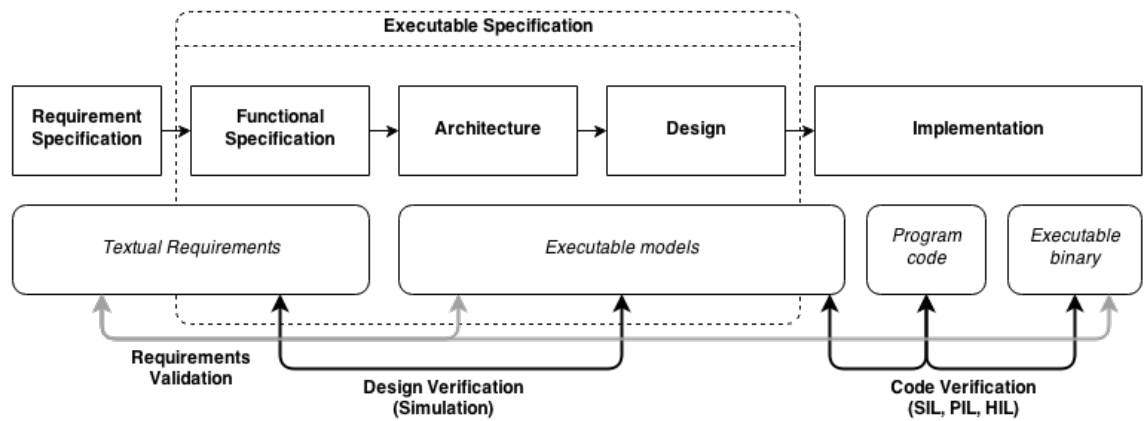 Executable Specification
Requirement
Specification
Functional
Specification
Architecture
Design
Implementation
Textual Requirements
Executable models
Program
code
Executable
binary
Requirements
Validation
Design Verification
(Simulation)
Code Verification
(SIL, PIL, HIL)